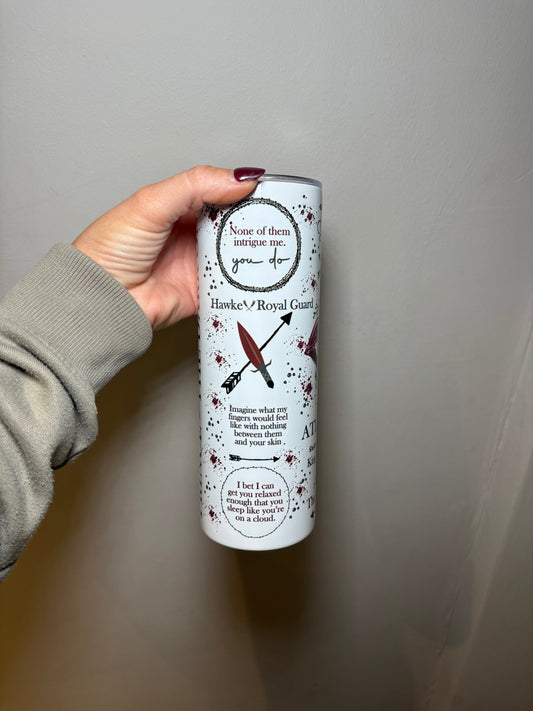 None of them
intrigue me.
you do
Hawke Royal Guard
Imagine what my
fingers would feel
like with nothing
between them
and your skin .
I bet I can
get you relaxed
enough that you
sleep like you're
on a cloud.